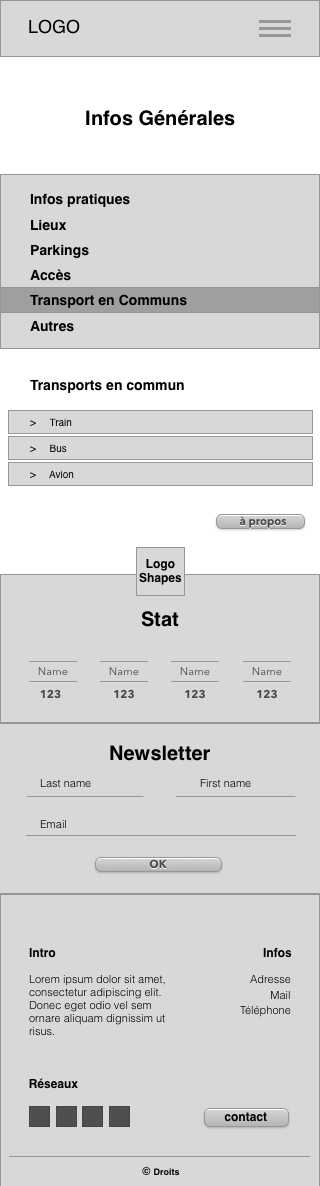 LOGO
Infos Générales
Infos pratiques
Lieux
Parkings
Accès
Transport en Communs
Autres
Transports en commun
> Train
> Bus
> Avion
à propos
Logo
Shapes
Stat
Name Name Name Name
123 123 123 123
Newsletter
Last name First name
Email
OK
Intro
Lorem ipsum dolor sit amet,
consectetur adipiscing elit.
Donec eget odio vel sem
ornare aliquam dignissim ut
risus.
Infos
Adresse
Mail
Téléphone
Réseaux
contact
© Droits